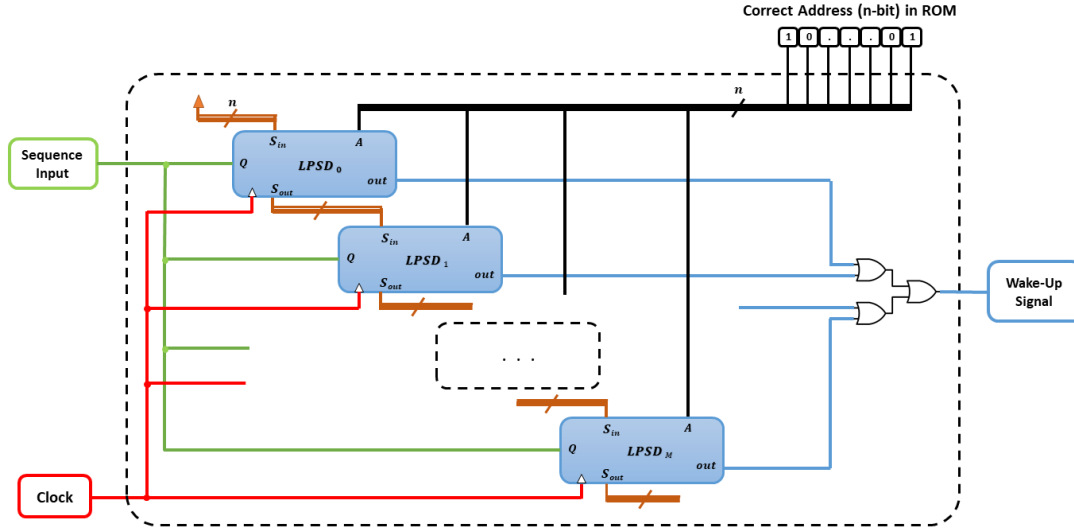 Correct Address (n-bit) in ROM
1 0 . . . 0 1
n
n
S_in A
Sequence
Input
Q LPSD_0
out
S_out
S_in A
Q LPSD_1
out
S_out
Wake-Up
Signal
. . .
S_in A
Q LPSD_M
out
S_out
Clock